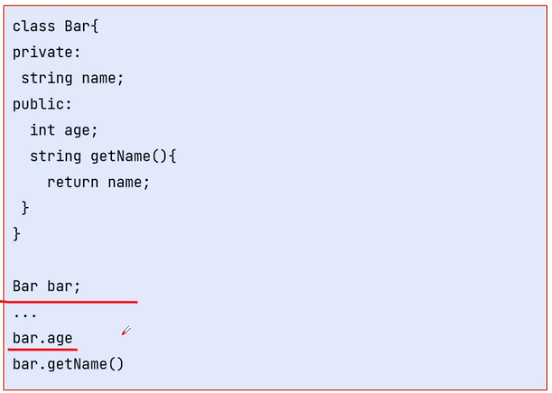 class Bar{
private:
 string name;
public:
  int age;
  string getName(){
    return name;
 }
}
Bar bar;
...
bar.age
bar.getName()